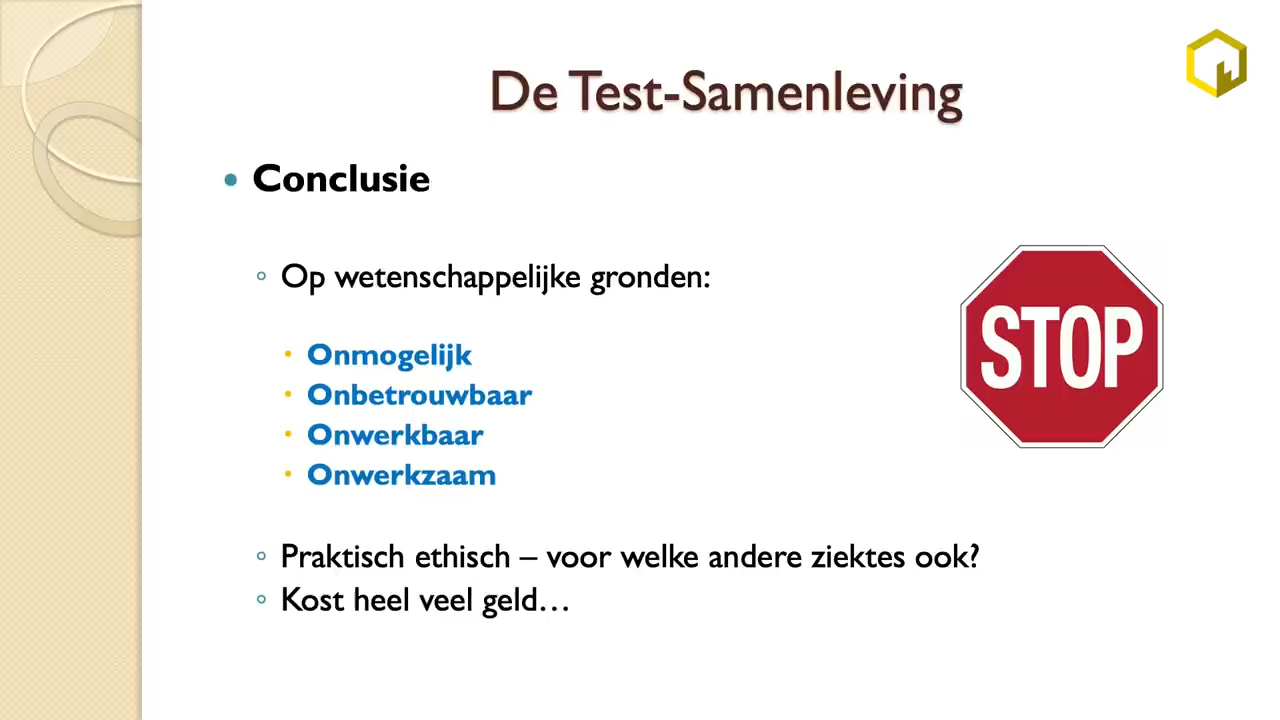 De Test-Samenleving
Conclusie
Op wetenschappelijke gronden:
Onmogelijk
Onbetrouwbaar
Onwerkbaar
Onwerkzaam
STOP
Praktisch ethisch – voor welke andere ziektes ook?
Kost heel veel geld…